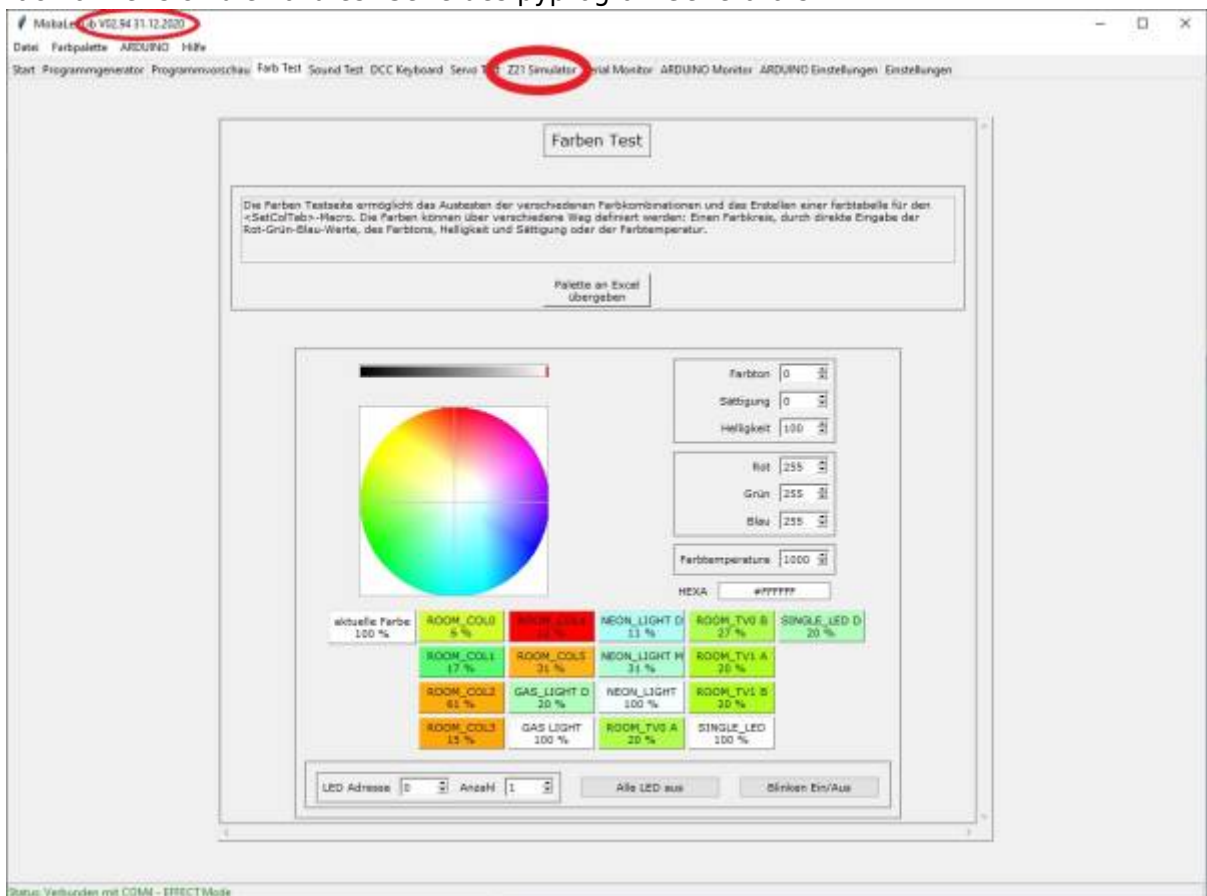 MobaLedLib V02.94 31.12.2020
Datei Farbpalette ARDUINO Hilfe
Start Programmgenerator Programmvorschau Farb Test Sound Test DCC Keyboard Servo Test Z21 Simulator Serial Monitor ARDUINO Monitor ARDUINO Einstellungen Einstellungen
Farben Test
Die Farben Testseite ermöglicht das Austesten der verschiedenen Farbkombinationen und das Erstellen einer farbtabelle für den
<SetColTab>-Macro. Die Farben können über verschiedene Weg definiert werden: Einen Farbkreis, durch direkte Eingabe der
Rot-Grün-Blau-Werte, des Farbtons, Helligkeit und Sättigung oder der Farbtemperatur.
Palette an Excel
übergeben
Farbton 0
Sättigung 0
Helligkeit 100
Rot 255
Grün 255
Blau 255
Farbtemperature 1000
HEXA #FFFFFF
aktuelle Farbe ROOM_COL0 NEON_LIGHT D ROOM_TV0 B SINGLE_LED D
100 % 11 % 27 % 20 %
ROOM_COL1 ROOM_COL5 NEON_LIGHT M ROOM_TV1 A
17 % 31 % 31 % 20 %
ROOM_COL2 GAS_LIGHT D NEON_LIGHT ROOM_TV1 B
61 % 20 % 100 % 20 %
ROOM_COL3 GAS LIGHT ROOM_TV0 A SINGLE_LED
15 % 100 % 20 % 100 %
LED Adresse 0 Anzahl 1 Alle LED aus Blinken Ein/Aus
Status: Verbunden mit - EFFECT Mode